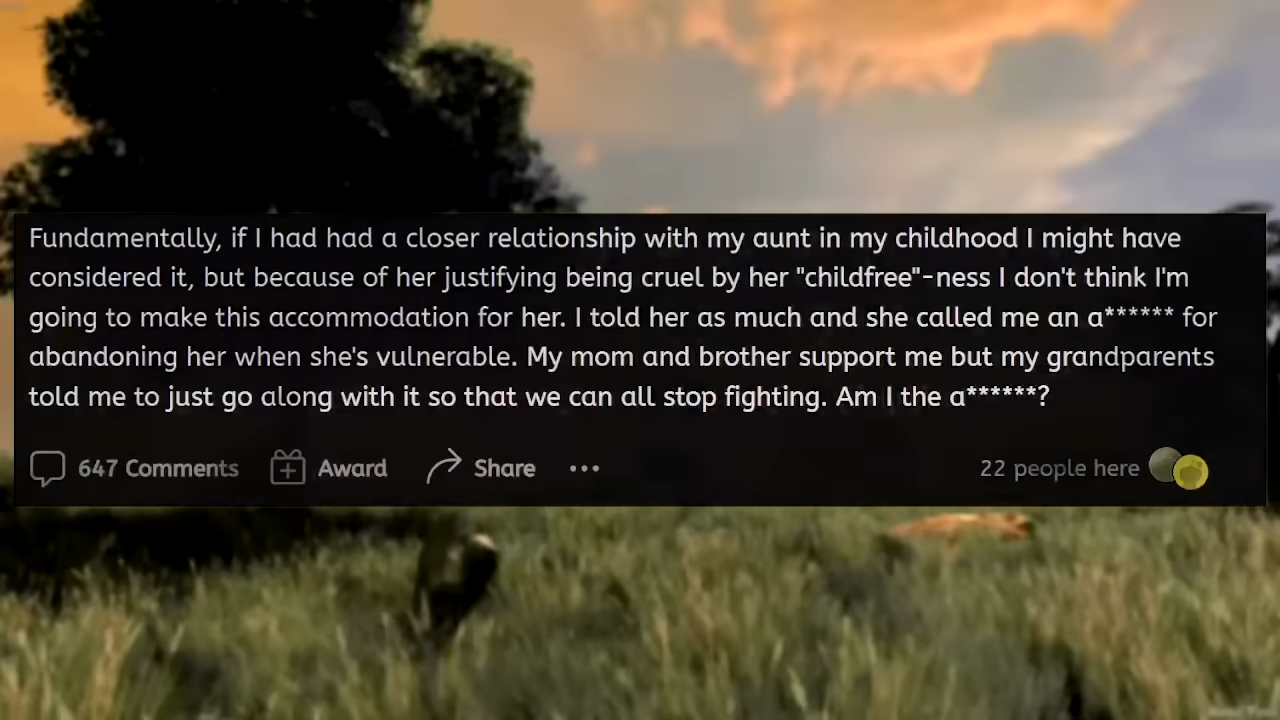 Fundamentally, if I had had a closer relationship with my aunt in my childhood I might have
considered it, but because of her justifying being cruel by her "childfree"-ness I don't think I'm
going to make this accommodation for her. I told her as much and she called me an a****** for
abandoning her when she's vulnerable. My mom and brother support me but my grandparents
told me to just go along with it so that we can all stop fighting. Am I the a******?
647 Comments Award Share ••• 22 people here